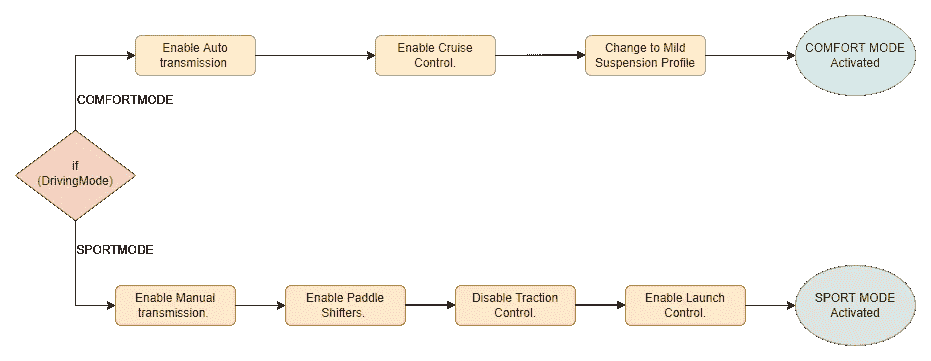 Enable Auto
transmission
Enable Cruise
Control.
Change to Mild
Suspension Profile
COMFORT MODE
Activated
COMFORTMODE
if
(DrivingMode)
SPORTMODE
Enable Manual
transmission.
Enable Paddle
Shifters.
Disable Traction
Control.
Enable Launch
Control.
SPORT MODE
Activated